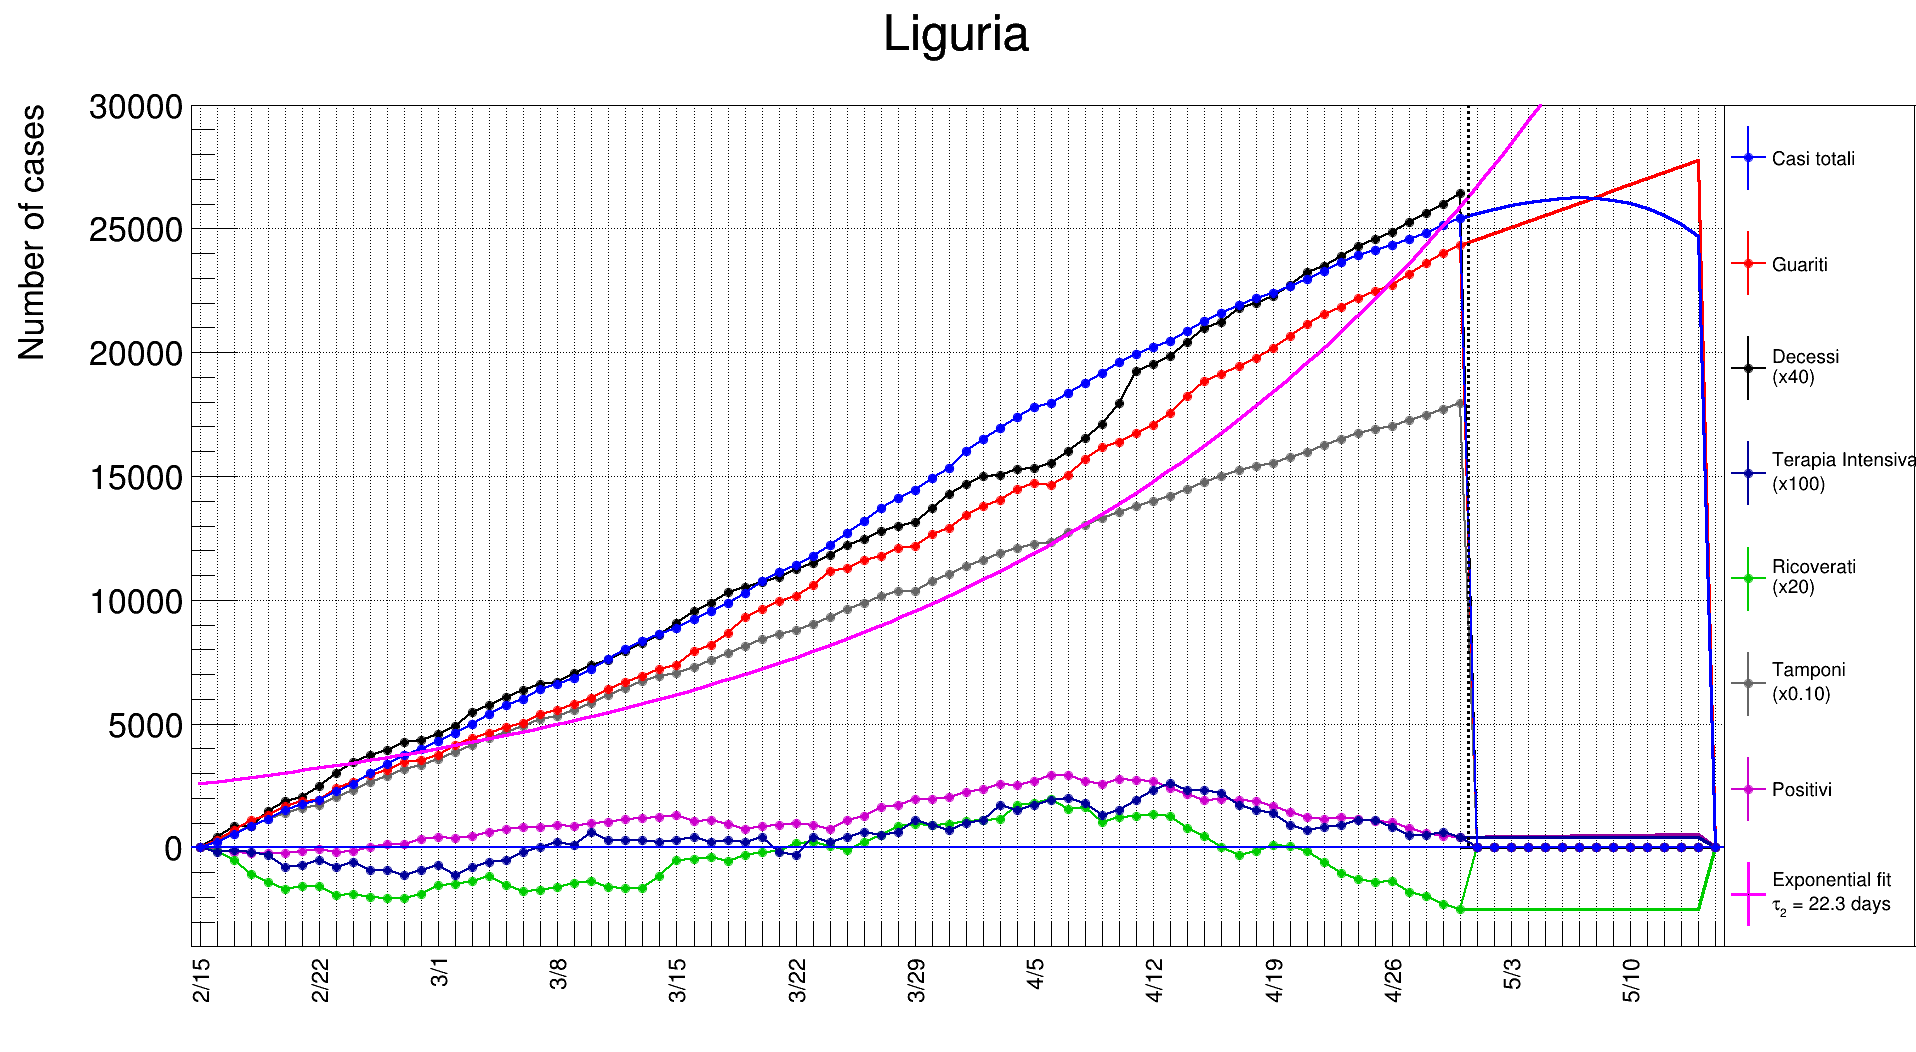 Liguria
Number of cases
30000
25000
20000
15000
10000
5000
0
2/15
2/22
3/1
3/8
3/15
3/22
3/29
4/5
4/12
4/19
4/26
5/3
5/10
Casi totali
Guariti
Decessi
(x40)
Terapia Intensiva
(x100)
Ricoverati
(x20)
Tamponi
(x0.10)
Positivi
Exponential fit
τ2 = 22.3 days